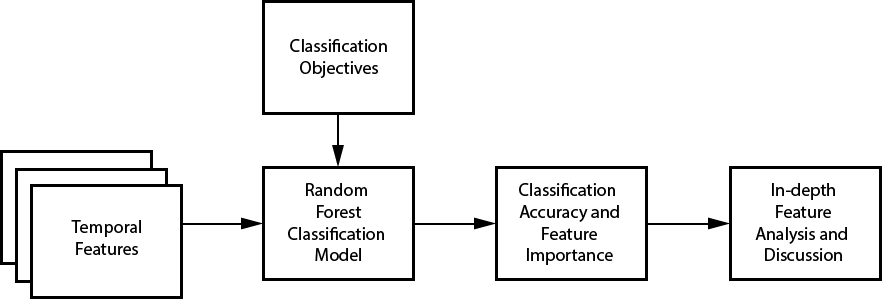 Classification
Objectives
Temporal
Features
Random
Forest
Classification
Model
Classification
Accuracy and
Feature
Importance
In-depth
Feature
Analysis and
Discussion